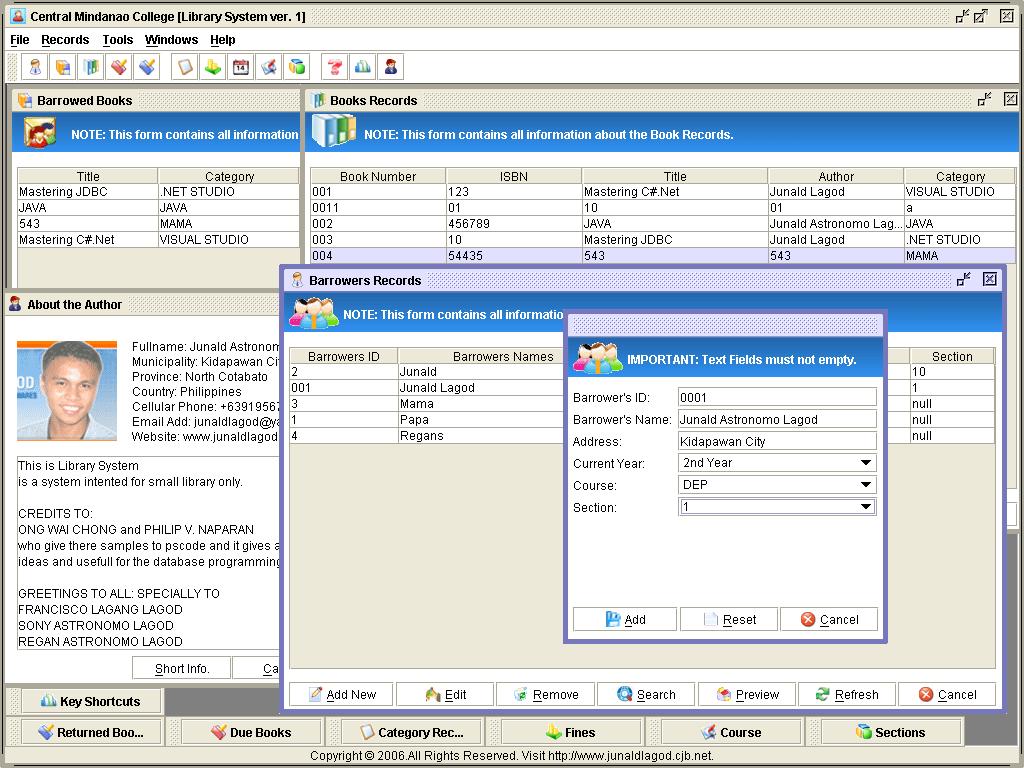 Central Mindanao College [Library System ver. 1]
File Records Tools Windows Help
14
Barrowed Books
NOTE: This form contains all information
Title Category
Mastering JDBC .NET STUDIO
JAVA JAVA
543 MAMA
Mastering C#.Net VISUAL STUDIO
Books Records
NOTE: This form contains all information about the Book Records.
Book Number ISBN Title Author Category
001 123 Mastering C#.Net Junald Lagod VISUAL STUDIO
0011 01 10 01 a
002 456789 JAVA Junald Astronomo Lag... JAVA
003 10 Mastering JDBC Junald Lagod .NET STUDIO
004 54435 543 543 MAMA
About the Author
Fullname: Junald Astronom
Municipality: Kidapawan Cit
Province: North Cotabato
Country: Philippines
Cellular Phone: +63919567
Email Add: junaldlagod@ya
Website: www.junaldlagod
This is Library System
is a system intented for small library only.
CREDITS TO:
ONG WAI CHONG and PHILIP V. NAPARAN
who give there samples to pscode and it gives a
ideas and usefull for the database programming
GREETINGS TO ALL: SPECIALLY TO
FRANCISCO LAGANG LAGOD
SONY ASTRONOMO LAGOD
REGAN ASTRONOMO LAGOD
Short Info. Ca
Barrowers Records
NOTE: This form contains all informatio
Barrowers ID Barrowers Names Section
2 Junald 10
001 Junald Lagod 1
3 Mama null
1 Papa null
4 Regans null
IMPORTANT: Text Fields must not empty.
Barrower's ID: 0001
Barrower's Name: Junald Astronomo Lagod
Address: Kidapawan City
Current Year: 2nd Year
Course: DEP
Section: 1
Add Reset Cancel
Add New Edit Remove Search Preview Refresh Cancel
Key Shortcuts
Returned Boo... Due Books Category Rec... Fines Course Sections
Copyright © 2006.All Rights Reserved. Visit http://www.junaldlagod.cjb.net.